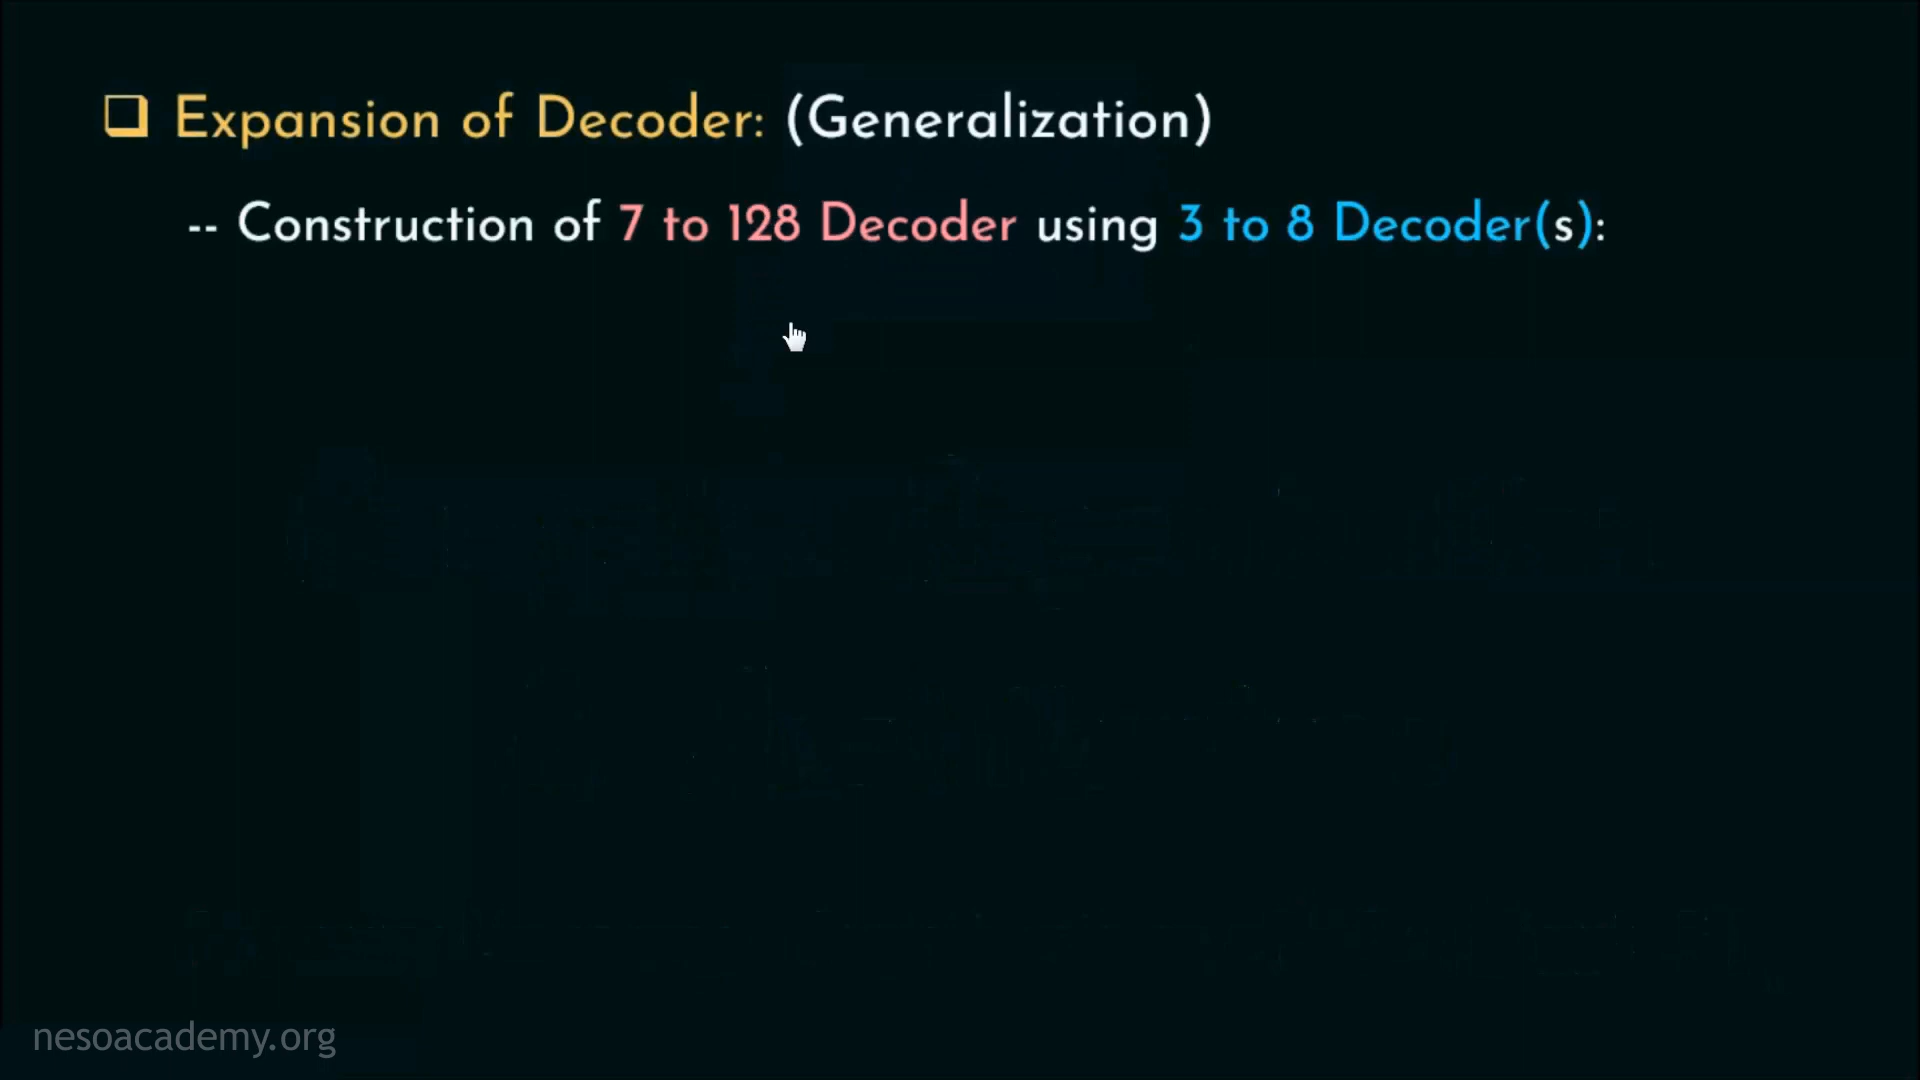 Expansion of Decoder: (Generalization)
-- Construction of 7 to 128 Decoder using 3 to 8 Decoder(s):
nesoacademy.org